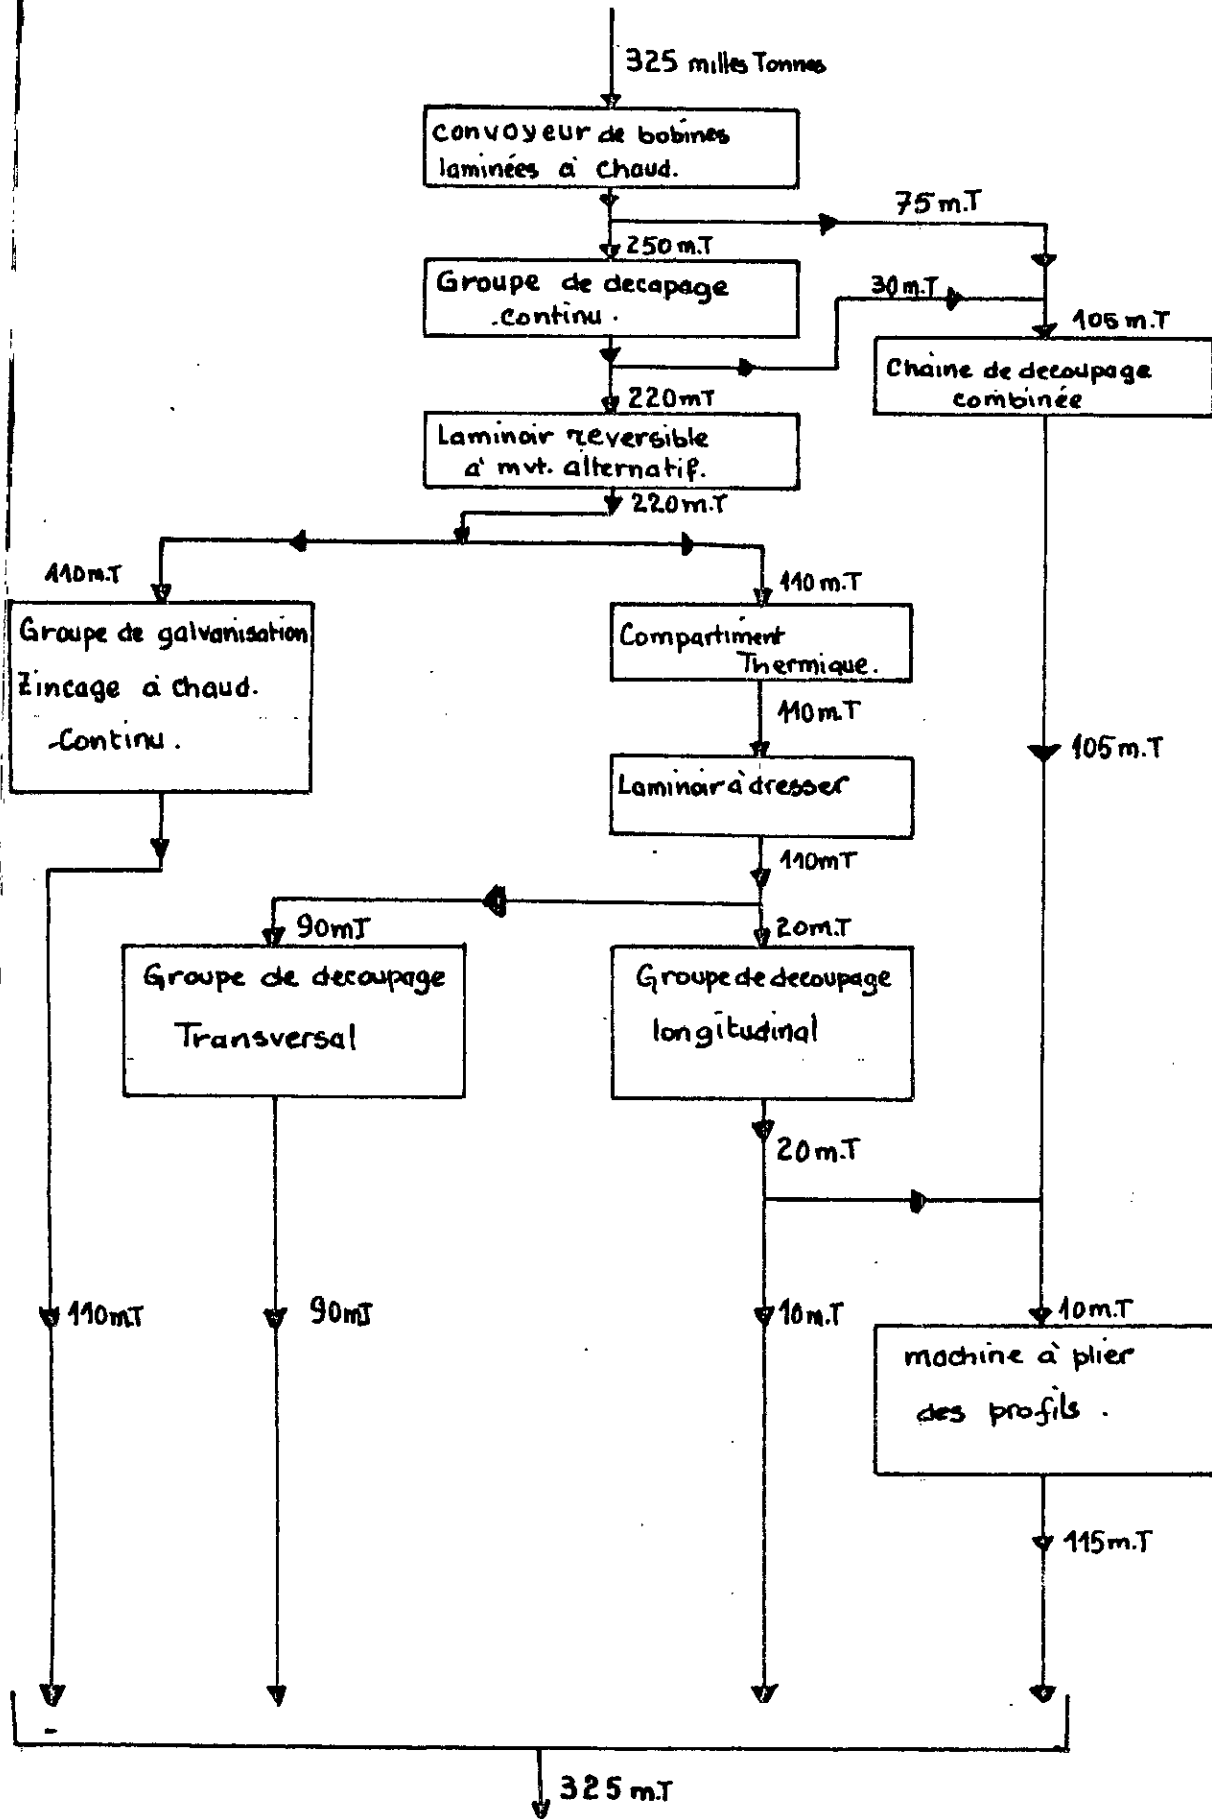 325 milles Tonnes
convoyeur de bobines
laminées à chaud.
75 m.T
250 m.T
Groupe de decapage
continu.
30 m.T
105 m.T
Chaine de decoupage
combinée
220 mT
Laminoir reversible
à mvt. alternatif.
220 m.T
110 m.T
110 m.T
Groupe de galvanisation
Zincage à chaud.
Continu.
Compartiment
Thermique.
110 m.T
105 m.T
Laminoir à dresser
110 mT
90 mT
20 m.T
Groupe de decoupage
Transversal
Groupe de decoupage
longitudinal
20 m.T
110 mT
90 mT
10 m.T
10 m.T
machine à plier
des profils.
115 m.T
325 m.T